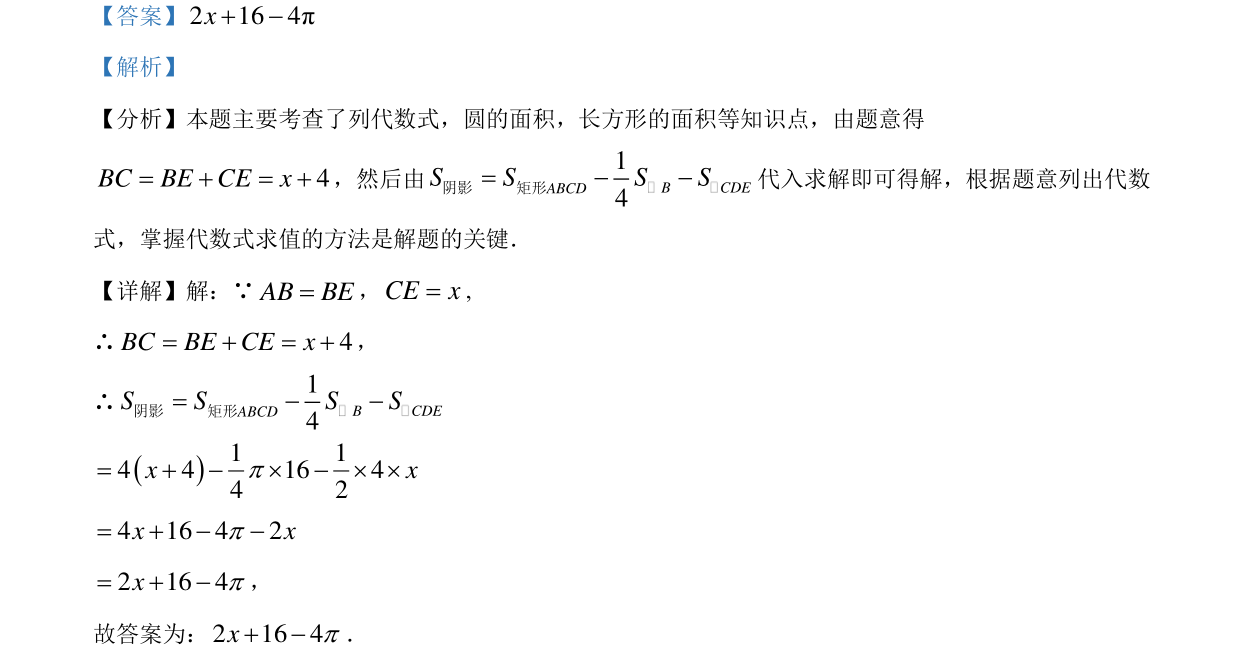 【答案】2x+16−4π
【解析】
【分析】本题主要考查了列代数式，圆的面积，长方形的面积等知识点，由题意得
BC = BE + CE = x + 4，然后由 S阴影 = S矩形ABCD − 1/4 S□ B − S□CDE 代入求解即可得解，根据题意列出代数
式，掌握代数式求值的方法是解题的关键．
【详解】解：∵ AB = BE，CE = x,
∴ BC = BE + CE = x + 4，
∴ S阴影 = S矩形ABCD − 1/4 S□ B − S□CDE
= 4(x + 4) − 1/4 π × 16 − 1/2 × 4 × x
= 4x + 16 − 4π − 2x
= 2x + 16 − 4π，
故答案为：2x + 16 − 4π．